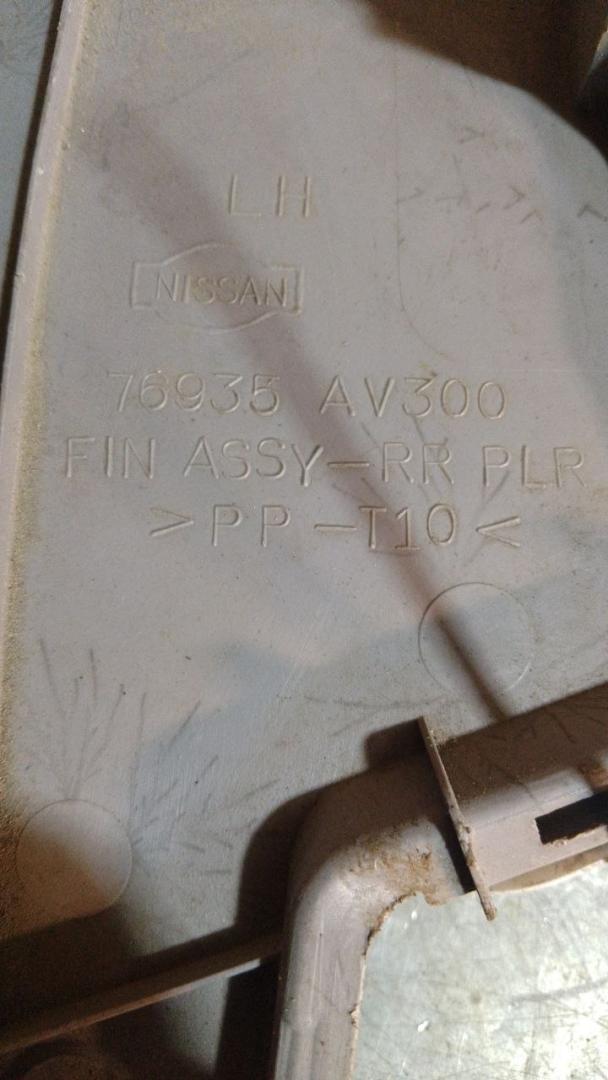 LH
NISSAN
76935 AV300
FIN ASSY-RR PLR
>PP-T10<